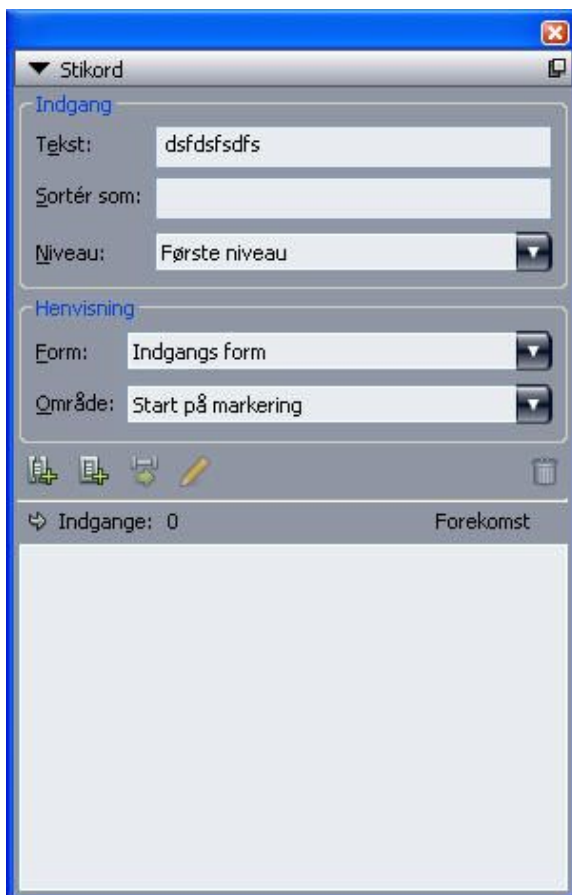 Stikord
Indgang
Tekst: dsfdsfsdfs
Sortér som:
Niveau: Første niveau
Henvisning
Form: Indgangs form
Område: Start på markering
Indgange: 0 Forekomst